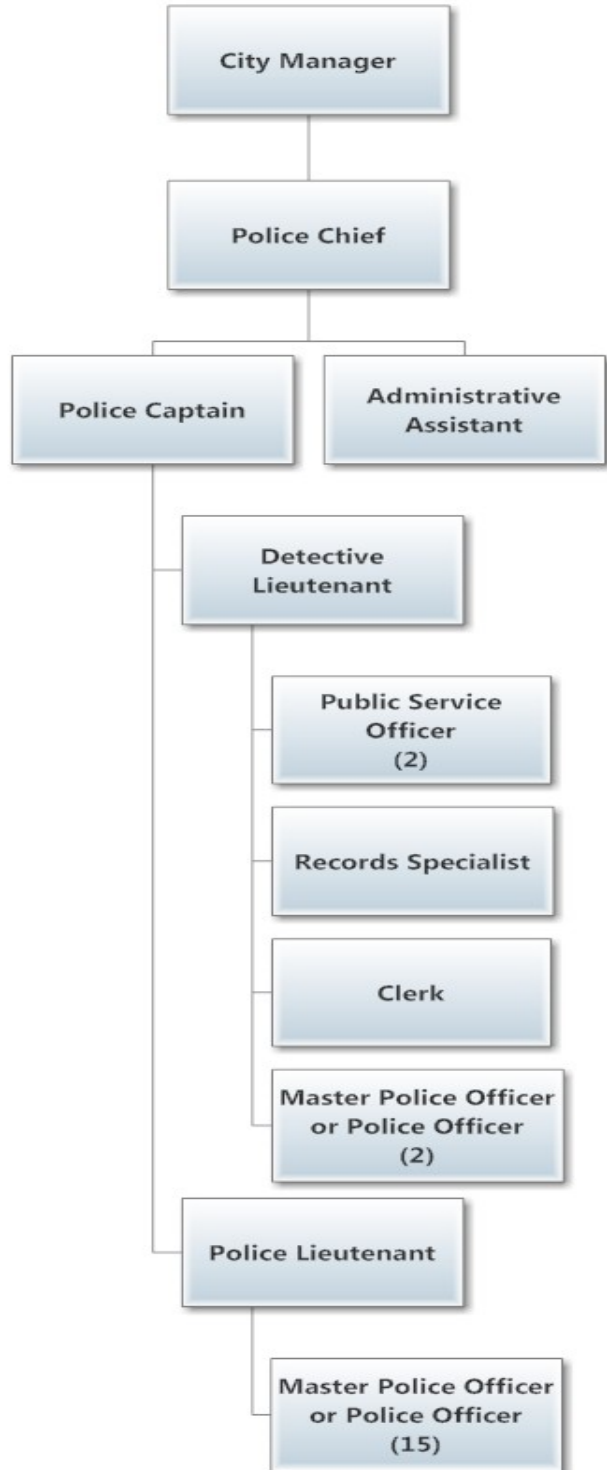 City Manager
Police Chief
Police Captain
Administrative
Assistant
Detective
Lieutenant
Public Service
Officer
(2)
Records Specialist
Clerk
Master Police Officer
or Police Officer
(2)
Police Lieutenant
Master Police Officer
or Police Officer
(15)